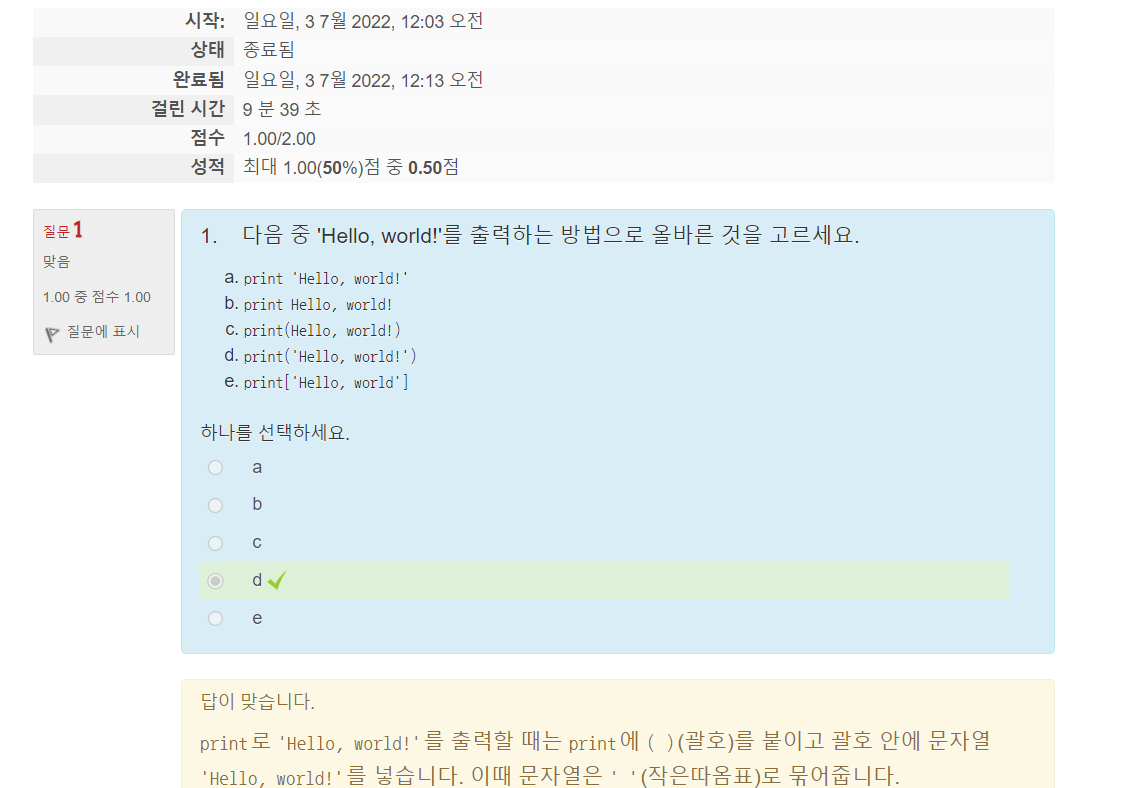 시작: 일요일, 3 7월 2022, 12:03 오전
상태 종료됨
완료됨 일요일, 3 7월 2022, 12:13 오전
걸린 시간 9 분 39 초
점수 1.00/2.00
성적 최대 1.00(50%)점 중 0.50점
질문 1
맞음
1.00 중 점수 1.00
질문에 표시
1. 다음 중 'Hello, world!'를 출력하는 방법으로 올바른 것을 고르세요.
a. print 'Hello, world!'
b. print Hello, world!
c. print(Hello, world!)
d. print('Hello, world!')
e. print['Hello, world']
하나를 선택하세요.
a
b
c
d
e
답이 맞습니다.
print로 'Hello, world!'를 출력할 때는 print에 ( )(괄호)를 붙이고 괄호 안에 문자열
'Hello, world!'를 넣습니다. 이때 문자열은 ' '(작은따옴표)로 묶어줍니다.